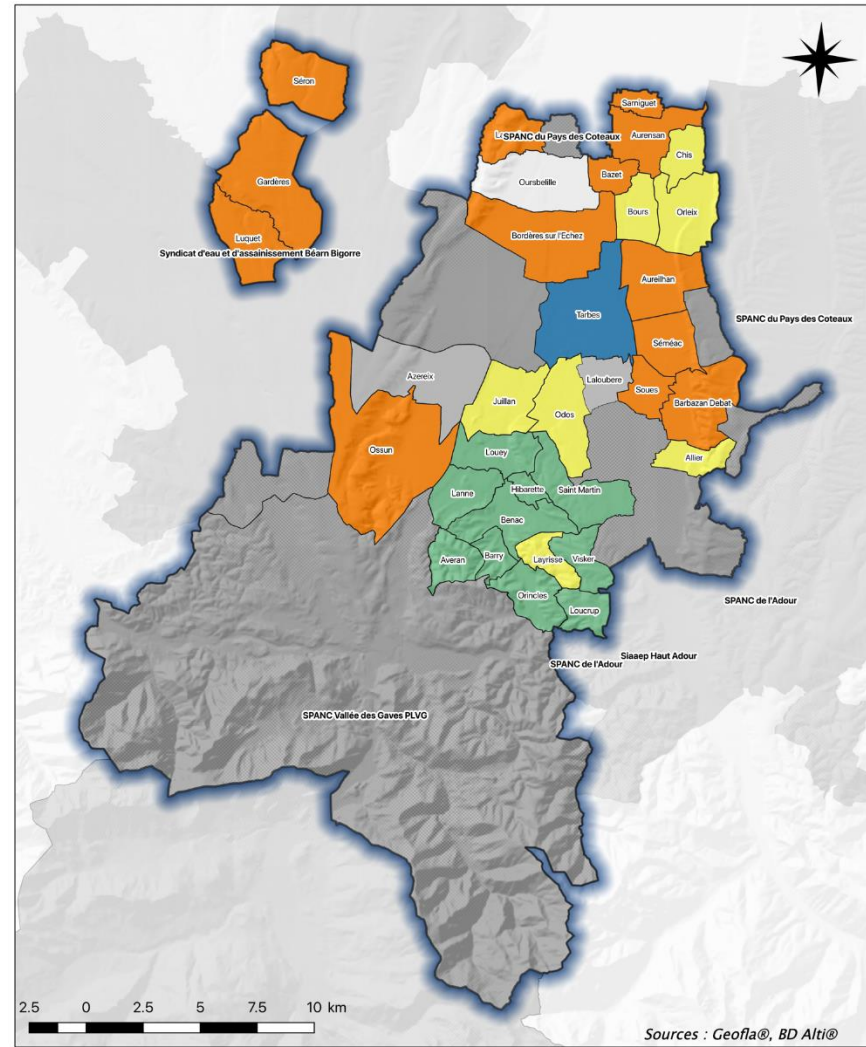 Séron
Gardères
Luquet
Syndicat d'eau et d'assainissement Béarn Bigorre
Sarniguet
SPANC du Pays des Coteaux
Aurensan
Chis
Oursbelille
Bazet
Bours
Orleix
Bordères sur l'Echez
Aureilhan
Tarbes
SPANC du Pays des Coteaux
Séméac
Azereix
Laloubere
Juillan
Odos
Soues
Barbazan Debat
Ossun
Louey
Allier
Lanne
Hibarette
Saint Martin
Benac
Averan
Barry
Layrisse
Visker
Orincles
Loucrup
SPANC de l'Adour
Siaaep Haut Adour
SPANC de l'Adour
SPANC Vallée des Gaves PLVG
2.5 0 2.5 5 7.5 10 km
Sources : Geofla®, BD Alti®